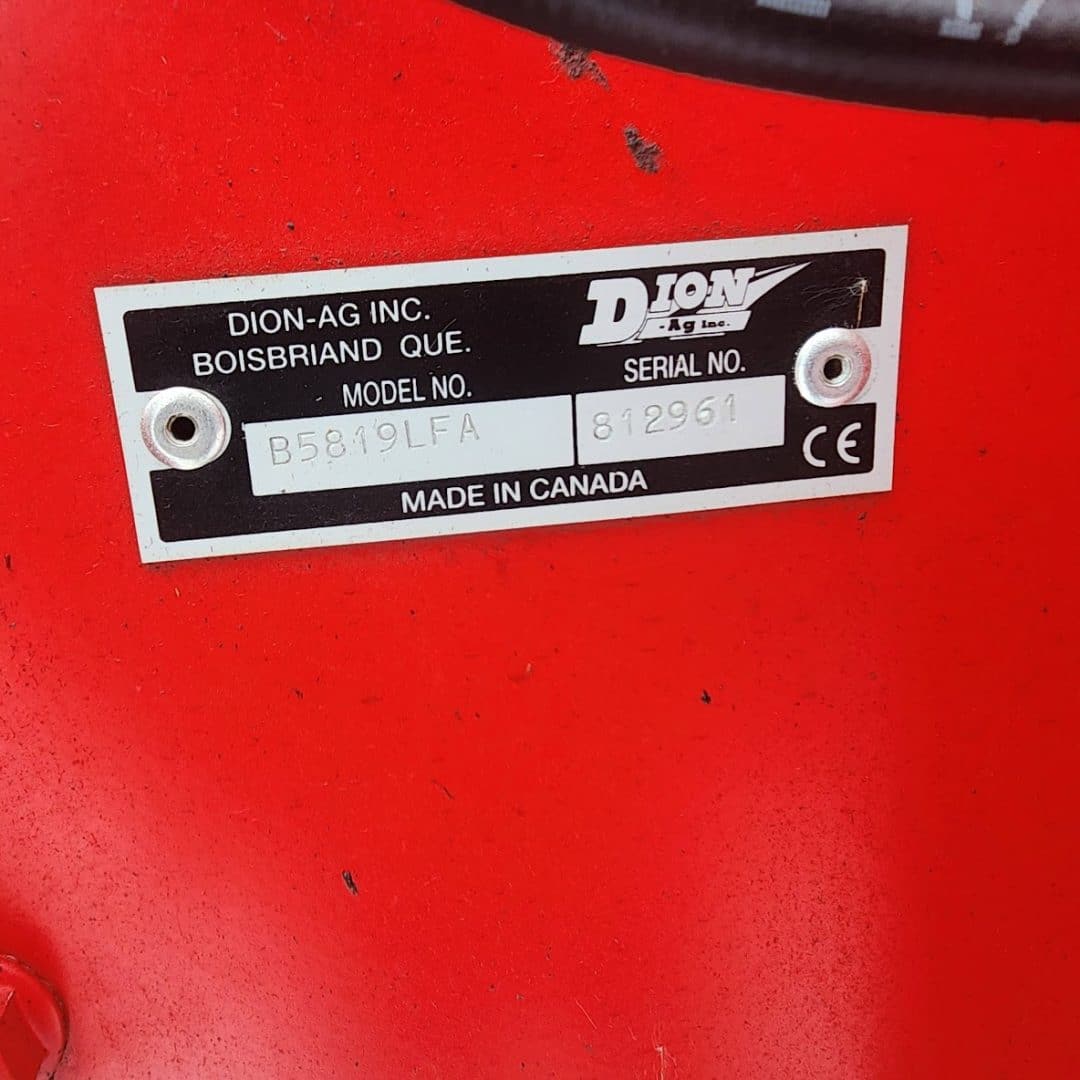 DION-AG INC.
BOISBRIAND QUE.
DION
-Ag Inc.
MODEL NO.
SERIAL NO.
B5819LFA
812961
CE
MADE IN CANADA